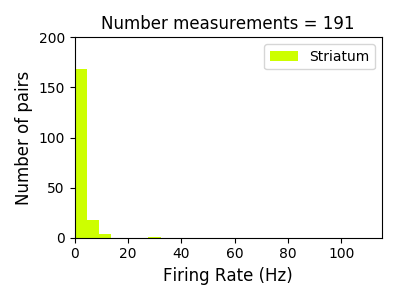 Number measurements = 191
Striatum
Number of pairs
200
150
100
50
0
0 20 40 60 80 100
Firing Rate (Hz)